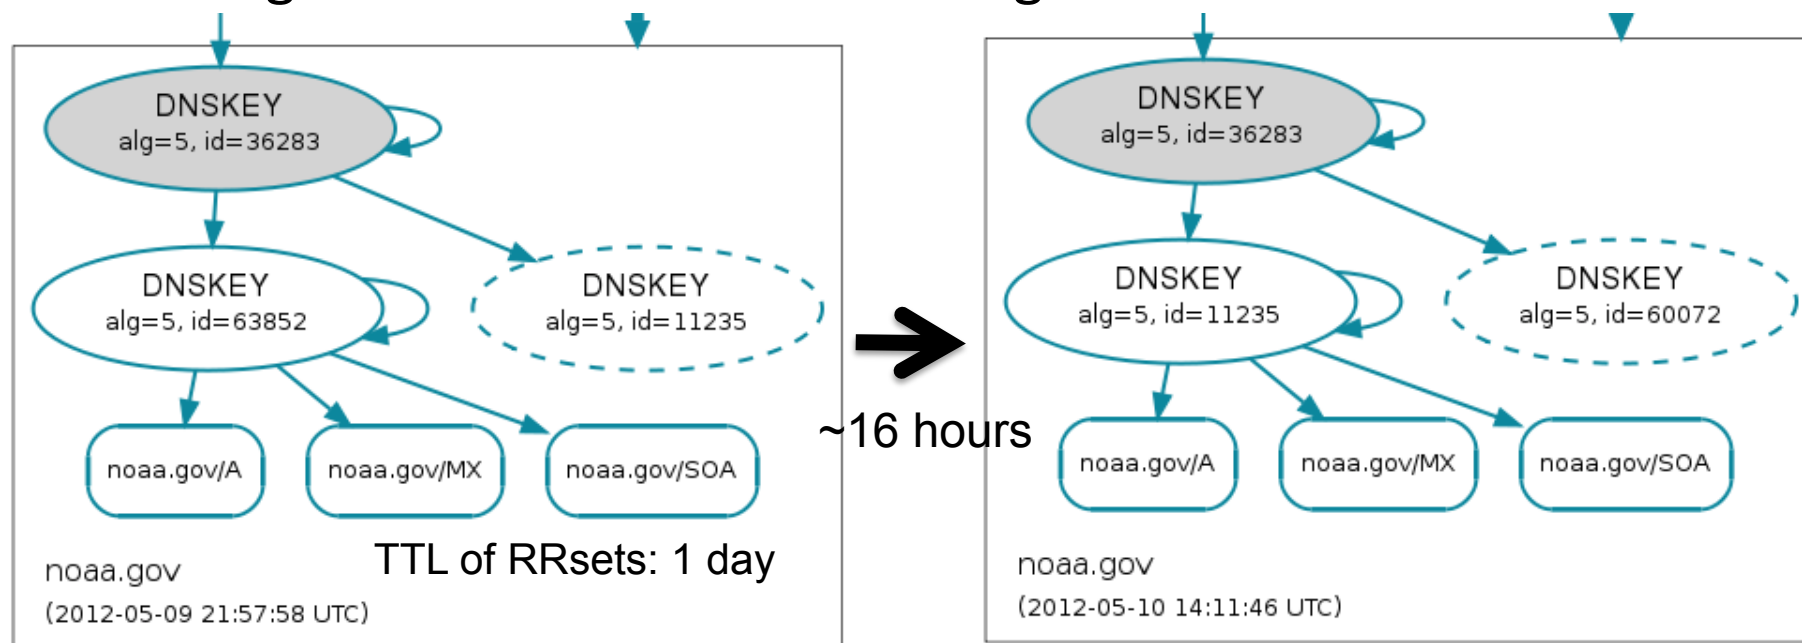 DNSKEY
alg=5, id=36283
DNSKEY
alg=5, id=63852
DNSKEY
alg=5, id=11235
noaa.gov/A
noaa.gov/MX
noaa.gov/SOA
TTL of RRsets: 1 day
noaa.gov
(2012-05-09 21:57:58 UTC)
~16 hours
DNSKEY
alg=5, id=36283
DNSKEY
alg=5, id=11235
DNSKEY
alg=5, id=60072
noaa.gov/A
noaa.gov/MX
noaa.gov/SOA
noaa.gov
(2012-05-10 14:11:46 UTC)